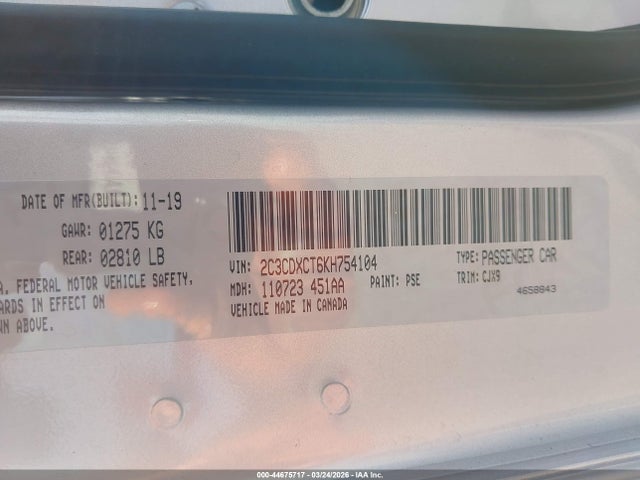 DATE OF MFR(BUILT): 11-19
GAWR: 01275 KG
REAR: 02810 LB
A. FEDERAL MOTOR VEHICLE SAFETY,
ARDS IN EFFECT ON
WN ABOVE.
VIN: 2C3CDXCT6KH754104
TYPE: PASSENGER CAR
MDH: 110723 451AA
PAINT: PSE
TRIM: CJX9
VEHICLE MADE IN CANADA
4658843
000-44675717 - 03/24/2026 - IAA Inc.